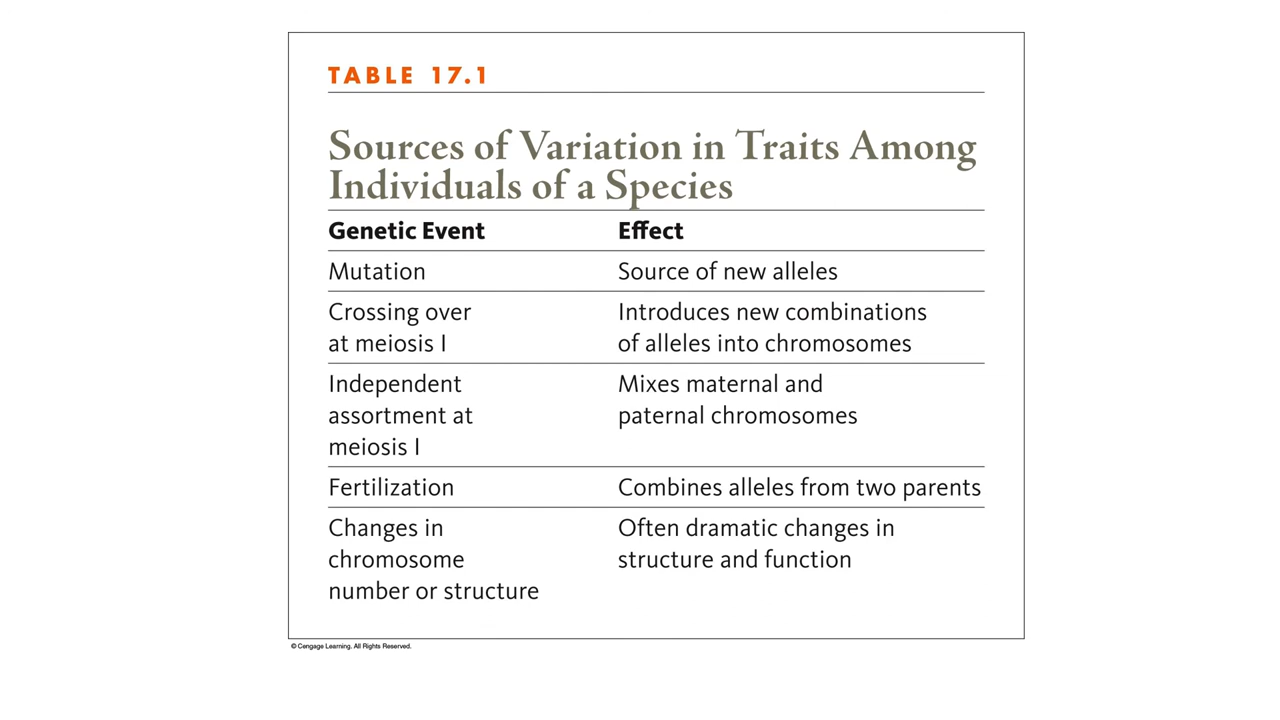 TABLE 17.1
Sources of Variation in Traits Among
Individuals of a Species
Genetic Event Effect
Mutation Source of new alleles
Crossing over Introduces new combinations
at meiosis I of alleles into chromosomes
Independent Mixes maternal and
assortment at paternal chromosomes
meiosis I
Fertilization Combines alleles from two parents
Changes in Often dramatic changes in
chromosome structure and function
number or structure
© Cengage Learning. All Rights Reserved.